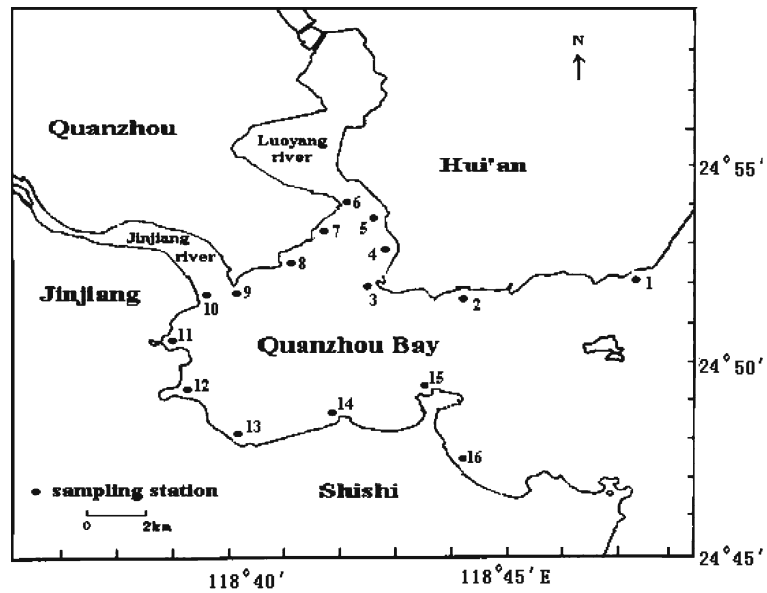 N
Quanzhou
Luoyang
river
Hui'an
24°55'
6
5
7
4
Jinjiang
river
8
3
2
1
Jinjiang
10
9
11
Quanzhou Bay
24°50'
12
15
14
13
16
sampling station
Shishi
0 2km
24°45'
118°40'
118°45'E